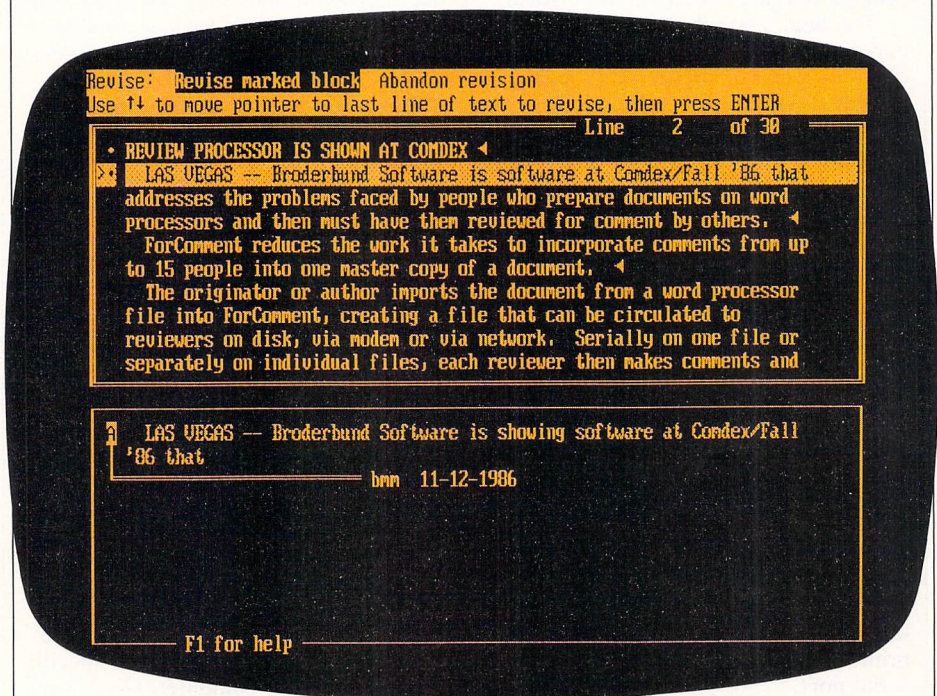 Revise: Revise marked block Abandon revision
Use ↑↓ to move pointer to last line of text to revise, then press ENTER
Line 2 of 30
• REVIEW PROCESSOR IS SHOWN AT COMDEX ◄
>• LAS VEGAS -- Broderbund Software is software at Comdex/Fall '86 that
addresses the problems faced by people who prepare documents on word
processors and then must have them reviewed for comment by others. ◄
ForComment reduces the work it takes to incorporate comments from up
to 15 people into one master copy of a document. ◄
The originator or author imports the document from a word processor
file into ForComment, creating a file that can be circulated to
reviewers on disk, via modem or via network. Serially on one file or
separately on individual files, each reviewer then makes comments and
A LAS VEGAS -- Broderbund Software is showing software at Comdex/Fall
'86 that
bmm 11-12-1986
F1 for help